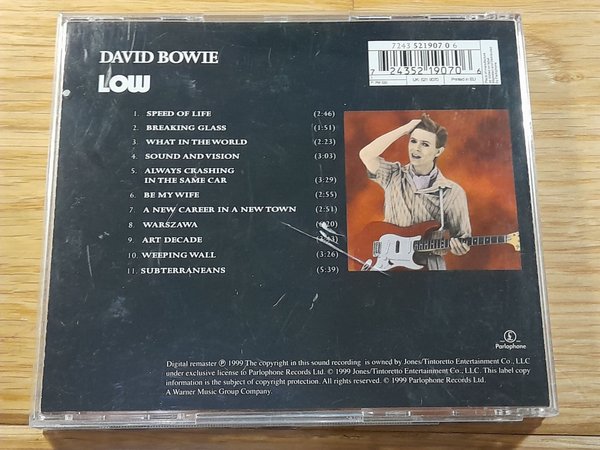 7243 521907 0 6
DAVID BOWIE
LOW
7 24352 19070 6
UK: 521 9070
Printed in EU
1. SPEED OF LIFE (2:46)
2. BREAKING GLASS (1:51)
3. WHAT IN THE WORLD (2:23)
4. SOUND AND VISION (3:03)
5. ALWAYS CRASHING
IN THE SAME CAR (3:29)
6. BE MY WIFE (2:55)
7. A NEW CAREER IN A NEW TOWN (2:51)
8. WARSZAWA (6:20)
9. ART DECADE (3:43)
10. WEEPING WALL (3:26)
11. SUBTERRANEANS (5:39)
Parlophone
Digital remaster ℗ 1999 The copyright in this sound recording is owned by Jones/Tintoretto Entertainment Co., LLC
under exclusive license to Parlophone Records Ltd. © 1999 Jones/Tintoretto Entertainment Co., LLC. This label copy
information is the subject of copyright protection. All rights reserved. © 1999 Parlophone Records Ltd.
A Warner Music Group Company.